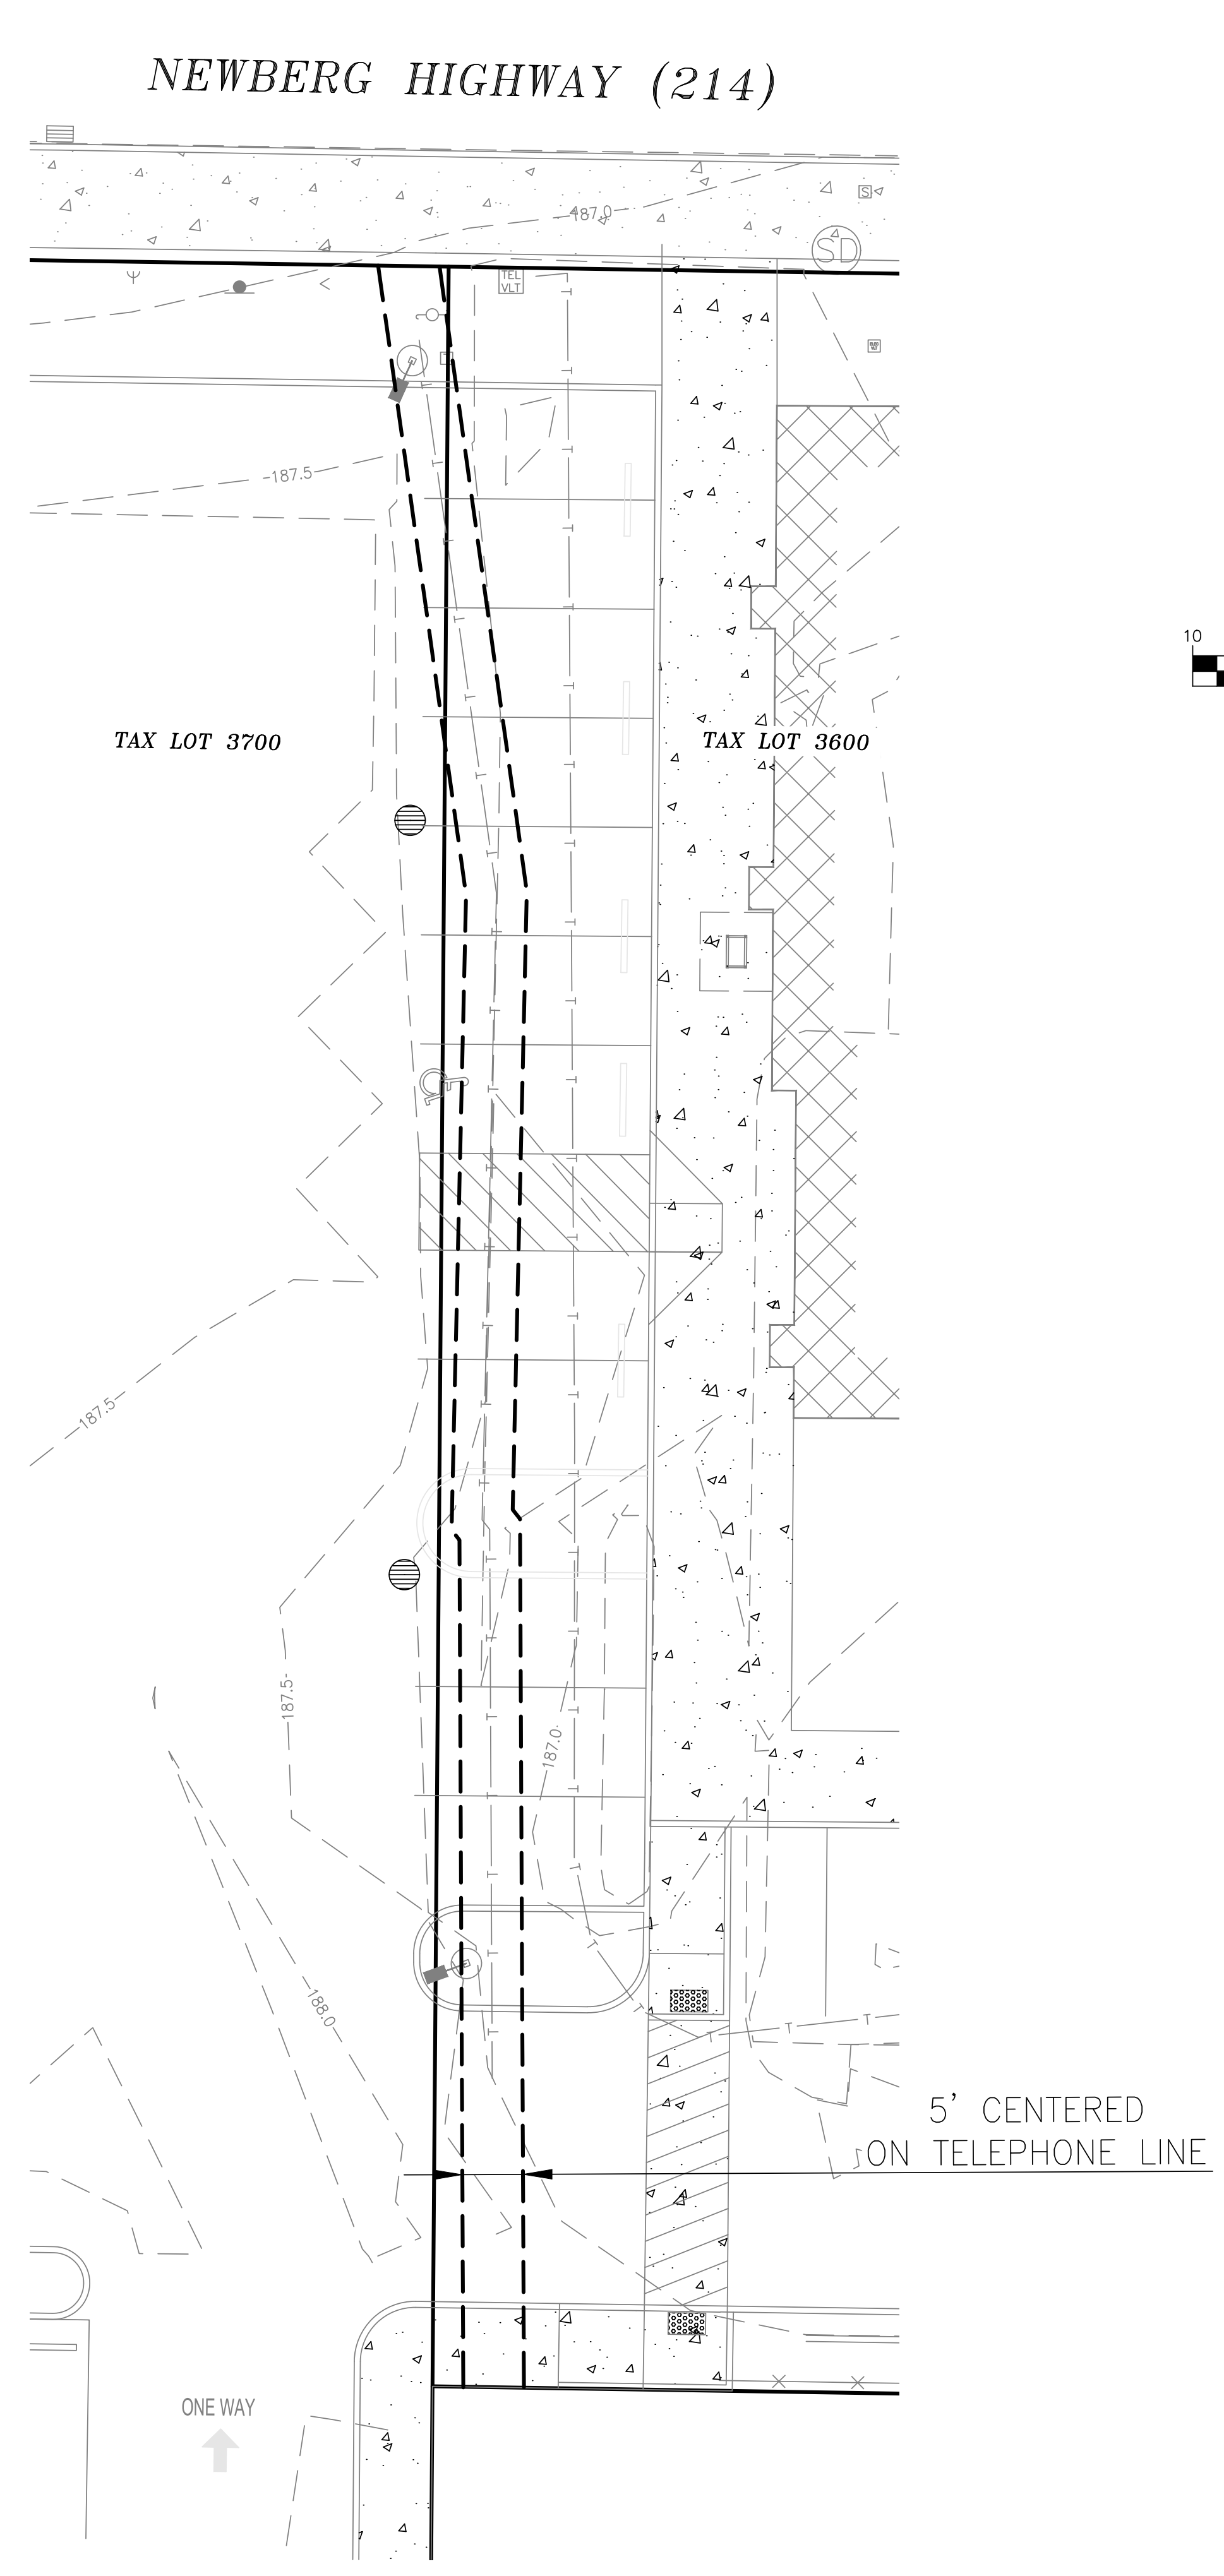 NEWBERG HIGHWAY (214)
S
187.0
SD
TEL
VLT
187.5
10
TAX LOT 3700
TAX LOT 3600
187.5
187.5
187.0
188.0
5' CENTERED
ON TELEPHONE LINE
ONE WAY